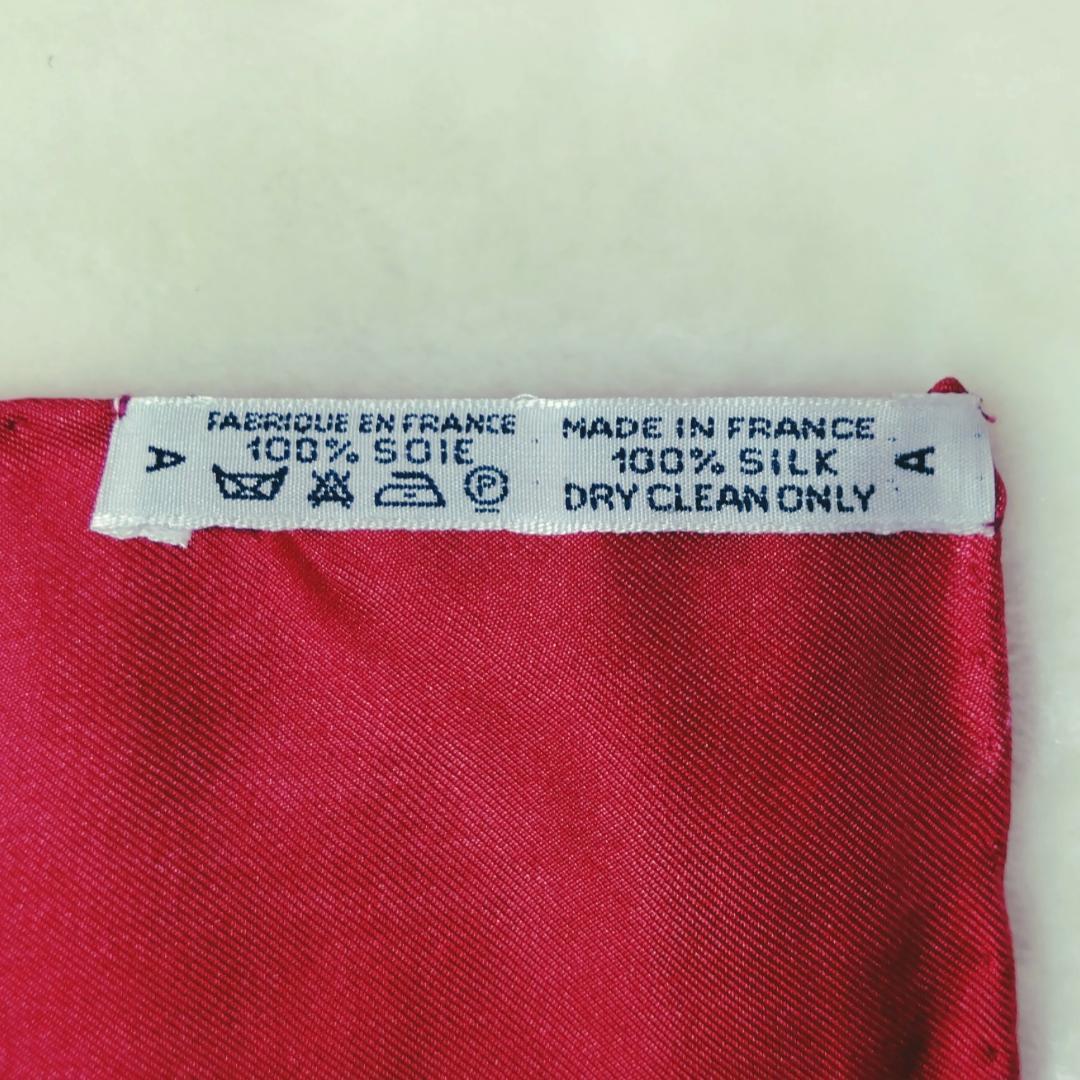 A
FABRIQUE EN FRANCE
100% SOIE
P
MADE IN FRANCE
100% SILK
DRY CLEAN ONLY
A